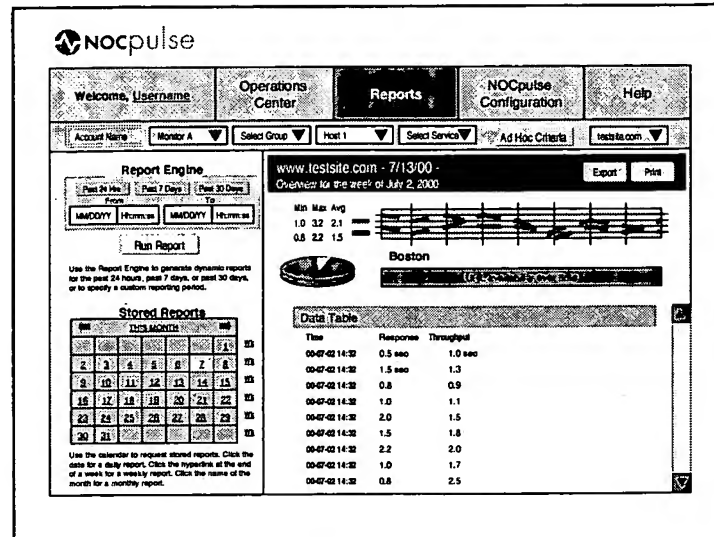 NOCpulse
Welcome, Username
Operations Center
Reports
NOCpulse Configuration
Help
Account Name
Monitor A
Select Group
Host 1
Select Service
Ad Hoc Criteria
testsite.com
Report Engine
Past 24 Hrs
Past 7 Days
Past 30 Days
From
To
MM/DD/YY
Hh:mm:ss
MM/DD/YY
Hh:mm:ss
Run Report
Use the Report Engine to generate dynamic reports
for the past 24 hours, past 7 days, or past 30 days,
or to specify a custom reporting period.
Stored Reports
THIS MONTH
1
2 3 4 5 6 7 8
9 10 11 12 13 14 15
16 17 18 19 20 21 22
23 24 25 26 27 28 29
30 31
Use the calendar to request stored reports. Click the
date for a daily report. Click the hyperlink at the end
of a week for a weekly report. Click the name of the
month for a monthly report.
www.testsite.com - 7/13/00 -
Overview for the week of July 2, 2000
Export
Print
Min Max Avg
1.0 3.2 2.1
0.8 2.2 1.5
Boston
Data Table
Time Response Throughput
00-07-02 14:32 0.5 sec 1.0 sec
00-07-02 14:32 1.5 sec 1.3
00-07-02 14:32 0.8 0.9
00-07-02 14:32 1.0 1.1
00-07-02 14:32 2.0 1.5
00-07-02 14:32 1.5 1.8
00-07-02 14:32 2.2 2.0
00-07-02 14:32 1.0 1.7
00-07-02 14:32 0.8 2.5